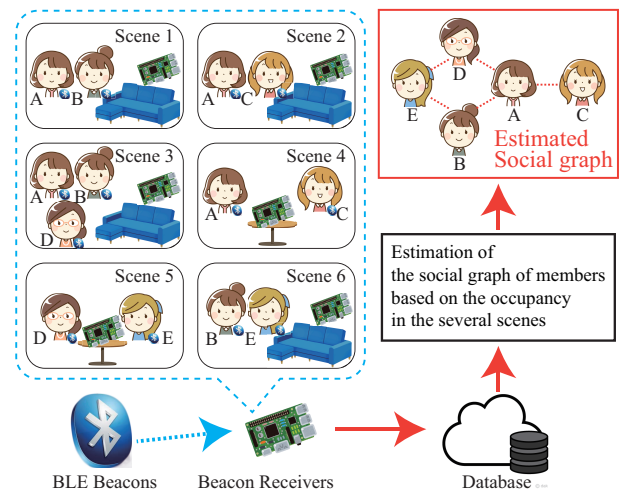 Scene 1
A B
Scene 2
A C
Scene 3
A B
D
Scene 4
A C
Scene 5
D E
Scene 6
B E
D
E A C
B
Estimated
Social graph
Estimation of
the social graph of members
based on the occupancy
in the several scenes
BLE Beacons
Beacon Receivers
Database